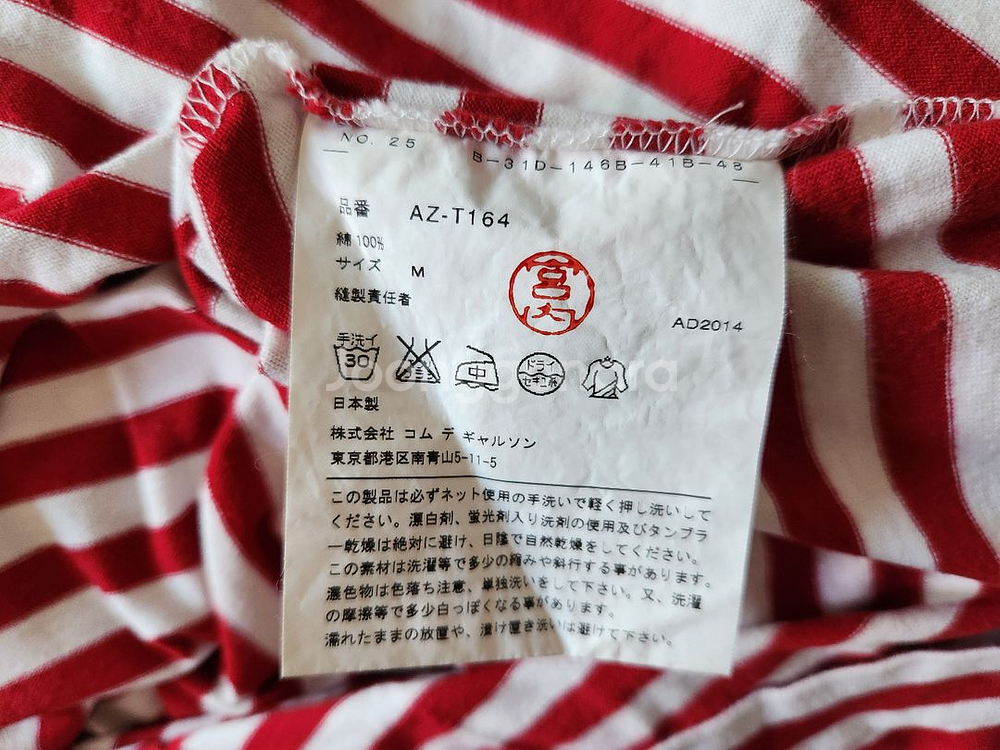 NO. 25
B-31D-146B-41B-48
品番 AZ-T164
綿100%
サイズ M
縫製責任者
宮内
AD2014
手洗イ
30
中
ドライ
セキユ系
日本製
株式会社 コム デ ギャルソン
東京都港区南青山5-11-5
この製品は必ずネット使用の手洗いで軽く押し洗いして
ください。漂白剤、蛍光剤入り洗剤の使用及びタンブラ
ー乾燥は絶対に避け、日陰で自然乾燥をしてください。
この素材は洗濯等で多少の縮みや斜行する事があります。
濃色物は色落ち注意、単独洗いをして下さい。又、洗濯
の摩擦等で多少白っぽくなる事があります。
濡れたままの放置や、漬け置き洗いは避けて下さい。